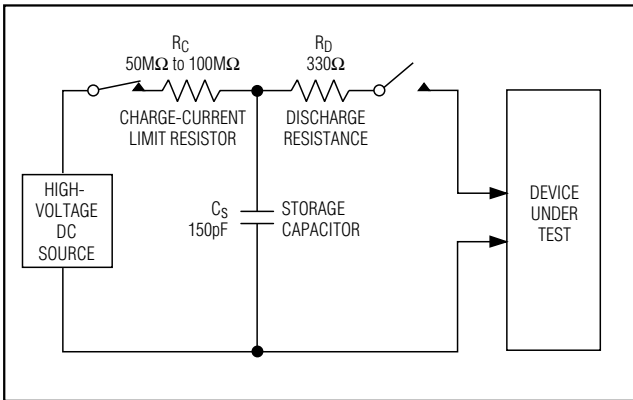 R_C
50MΩ to 100MΩ
CHARGE-CURRENT
LIMIT RESISTOR
R_D
330Ω
DISCHARGE
RESISTANCE
HIGH-
VOLTAGE
DC
SOURCE
C_S
150pF
STORAGE
CAPACITOR
DEVICE
UNDER
TEST